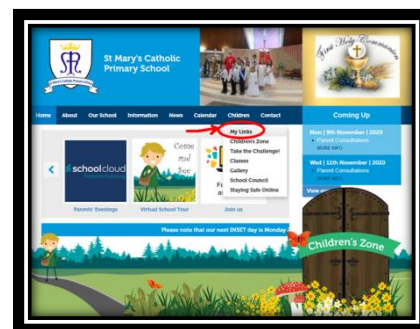 St Mary's Catholic
Primary School
First Holy Communion
Home About Our School Information News Calendar Children Contact
Coming Up
My Links
Children's Zone
Take the Challenge!
Classes
Gallery
School Council
Staying Safe Online
Mon | 9th November | 2020
Parent Consultations
MORE INFO
Wed | 11th November | 2020
Parent Consultations
MORE INFO
schoolcloud
Come
and
See
Parents' Evenings
Virtual School Tour
Join us
Please note that our next INSET day is Monday
Children's Zone